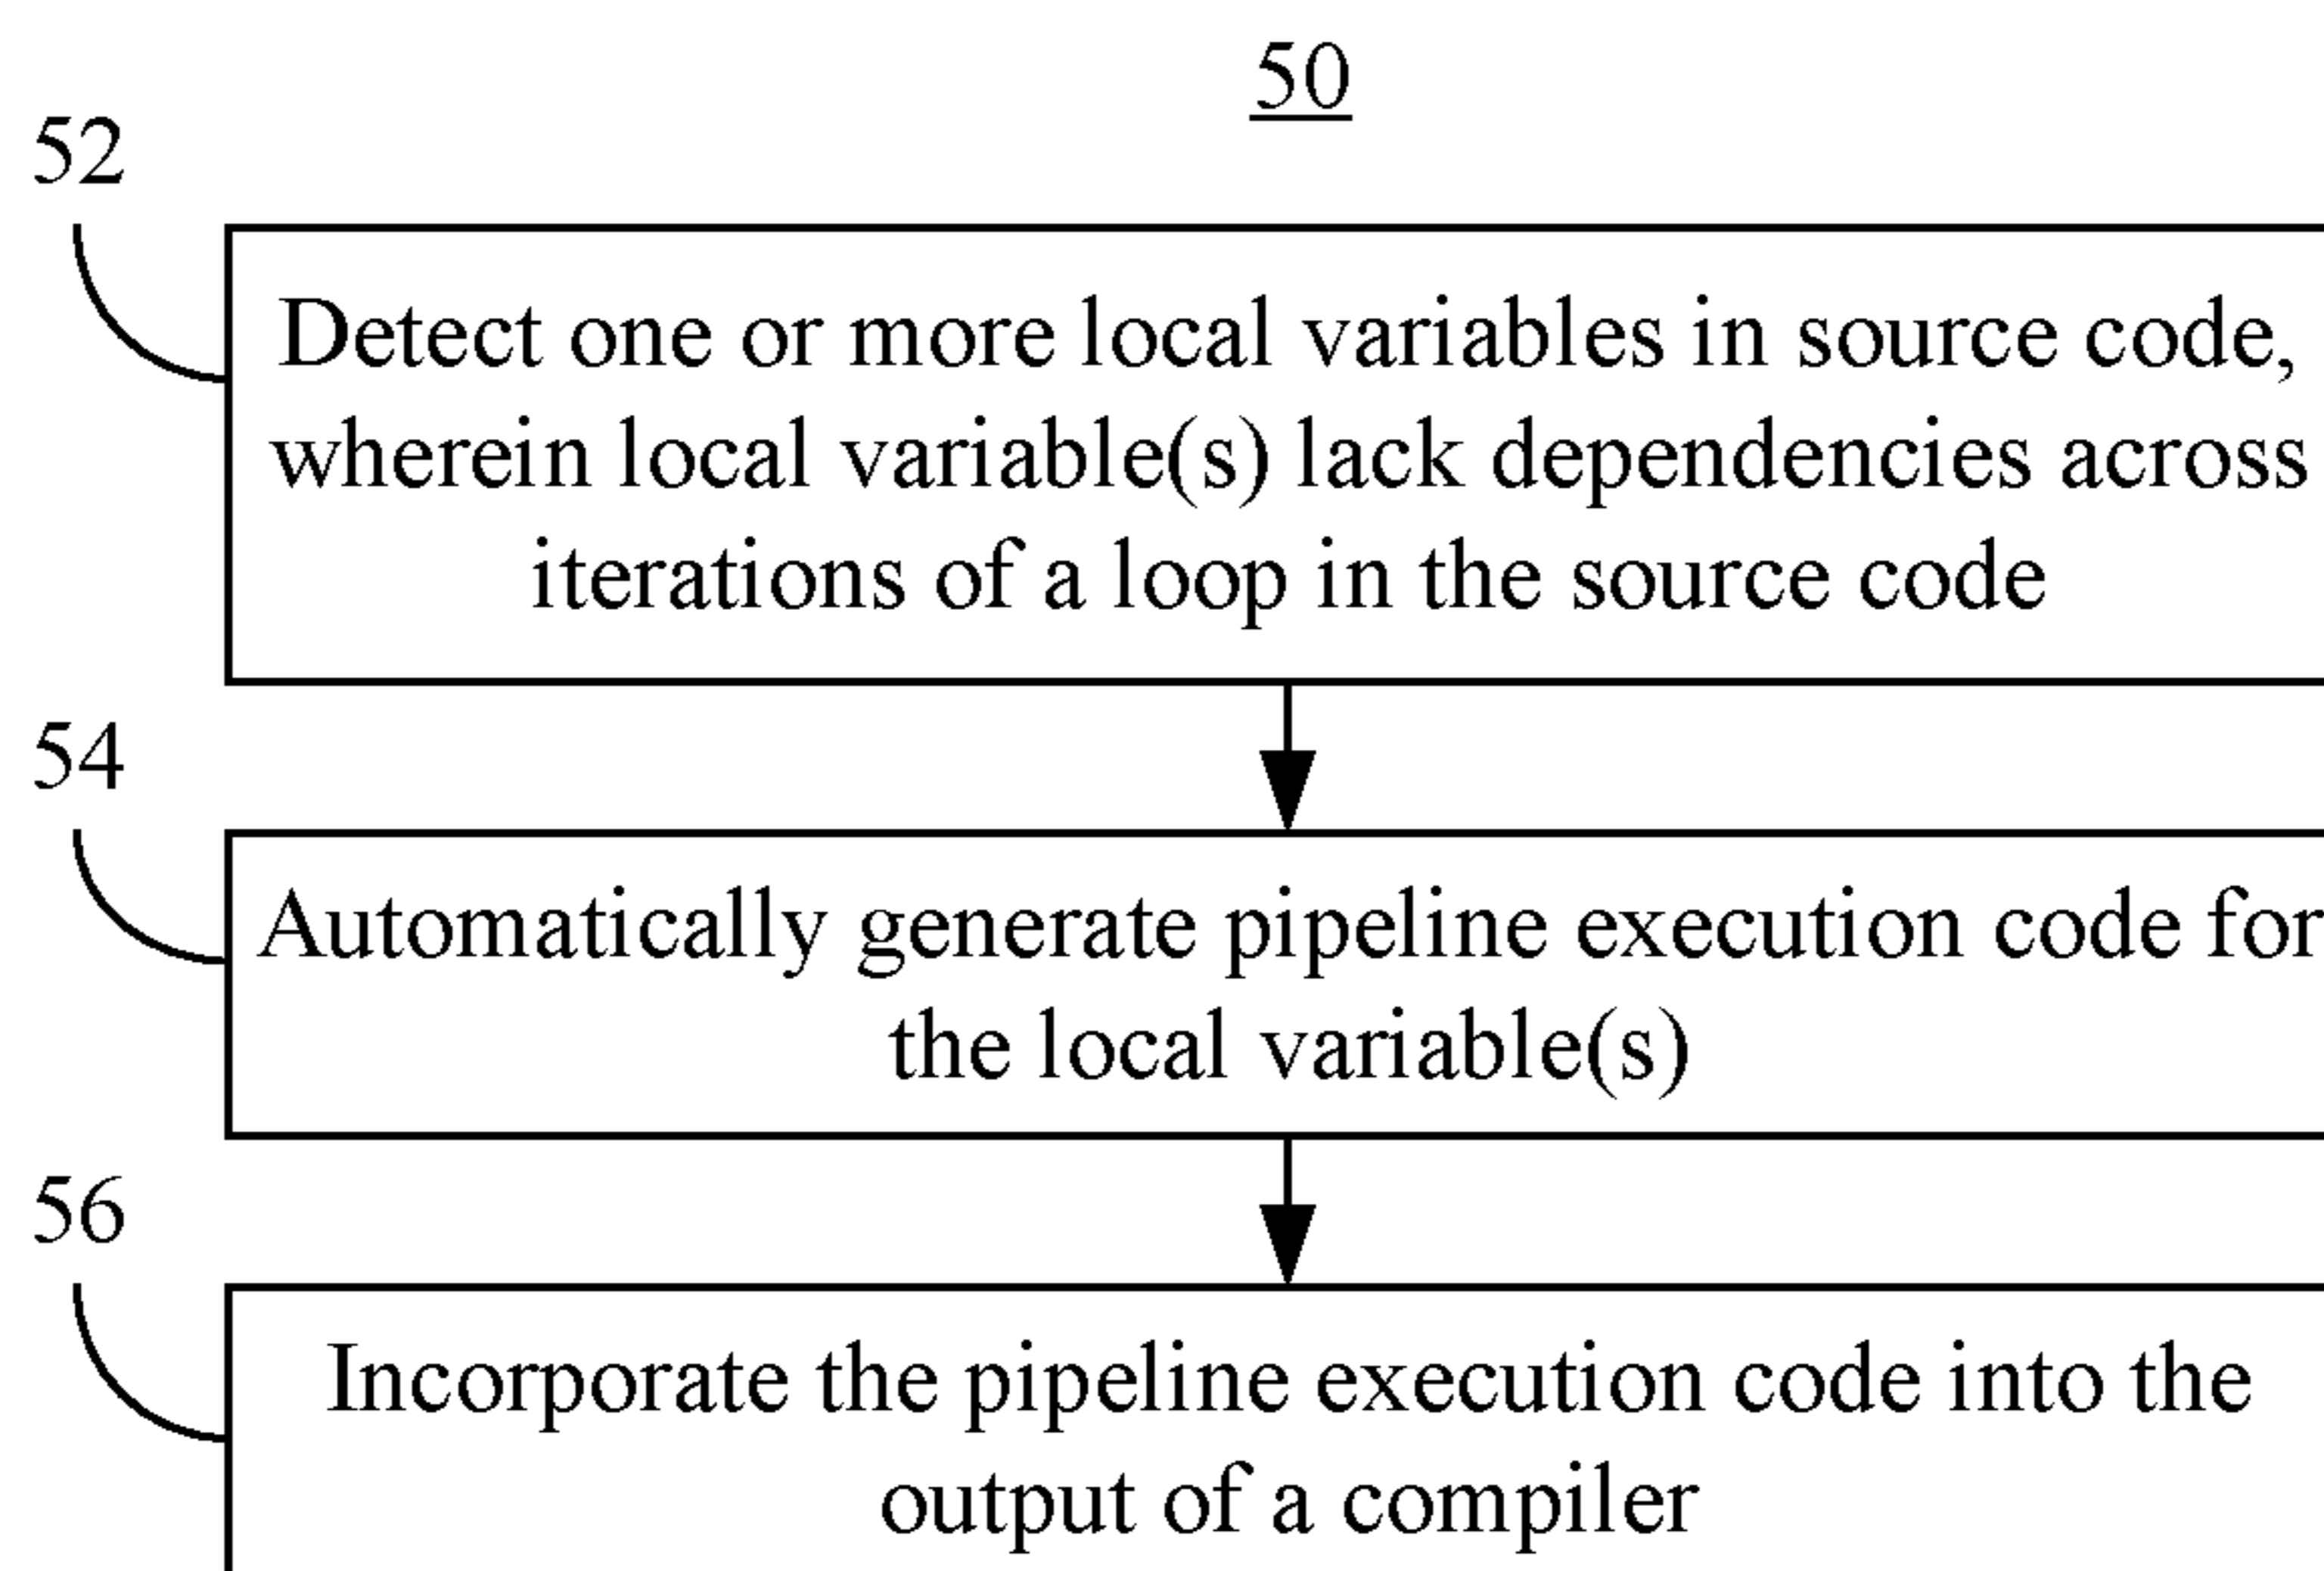 50
52
Detect one or more local variables in source code,
wherein local variable(s) lack dependencies across
iterations of a loop in the source code
54
Automatically generate pipeline execution code for
the local variable(s)
56
Incorporate the pipeline execution code into the
output of a compiler